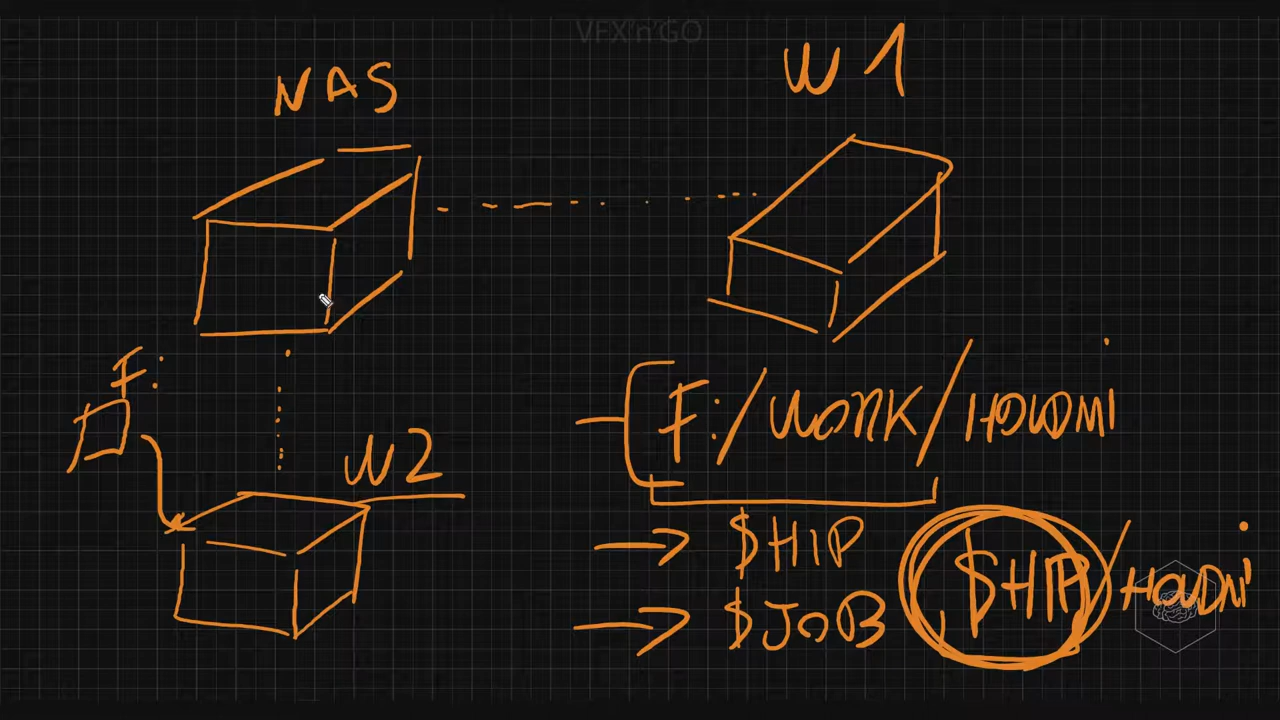 VFX'n'GO
NAS
W1
F:
W2
F:/WORK/HOUDINI
$HIP
$JOB
$HIP/HOUDINI